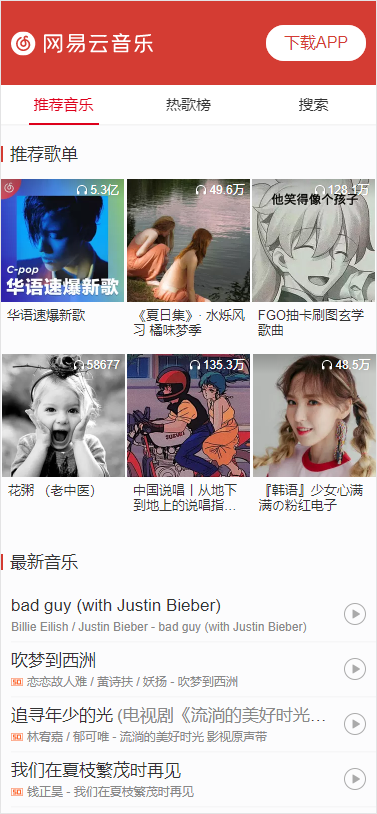 网易云音乐
下载APP
推荐音乐
热歌榜
搜索
推荐歌单
5.3亿
49.6万
128.1万
C-pop
华语速爆新歌
他笑得像个孩子
华语速爆新歌
《夏日集》· 水烁风
习 橘味梦季
FGO抽卡刷图玄学
歌曲
58677
135.3万
48.5万
SUZUKI
花粥 （老中医）
中国说唱丨从地下
到地上的说唱指...
『韩语』少女心满
满の粉红电子
最新音乐
bad guy (with Justin Bieber)
Billie Eilish / Justin Bieber - bad guy (with Justin Bieber)
吹梦到西洲
SQ 恋恋故人难 / 黄诗扶 / 妖扬 - 吹梦到西洲
追寻年少的光 (电视剧《流淌的美好时光...
SQ 林宥嘉 / 郁可唯 - 流淌的美好时光 影视原声带
我们在夏枝繁茂时再见
SQ 钱正昊 - 我们在夏枝繁茂时再见